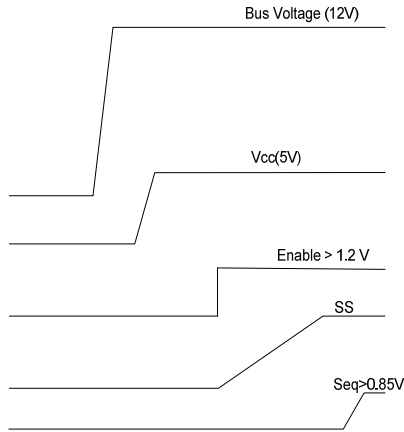 Bus Voltage (12V)
Vcc(5V)
Enable > 1.2 V
SS
Seq>0.85V